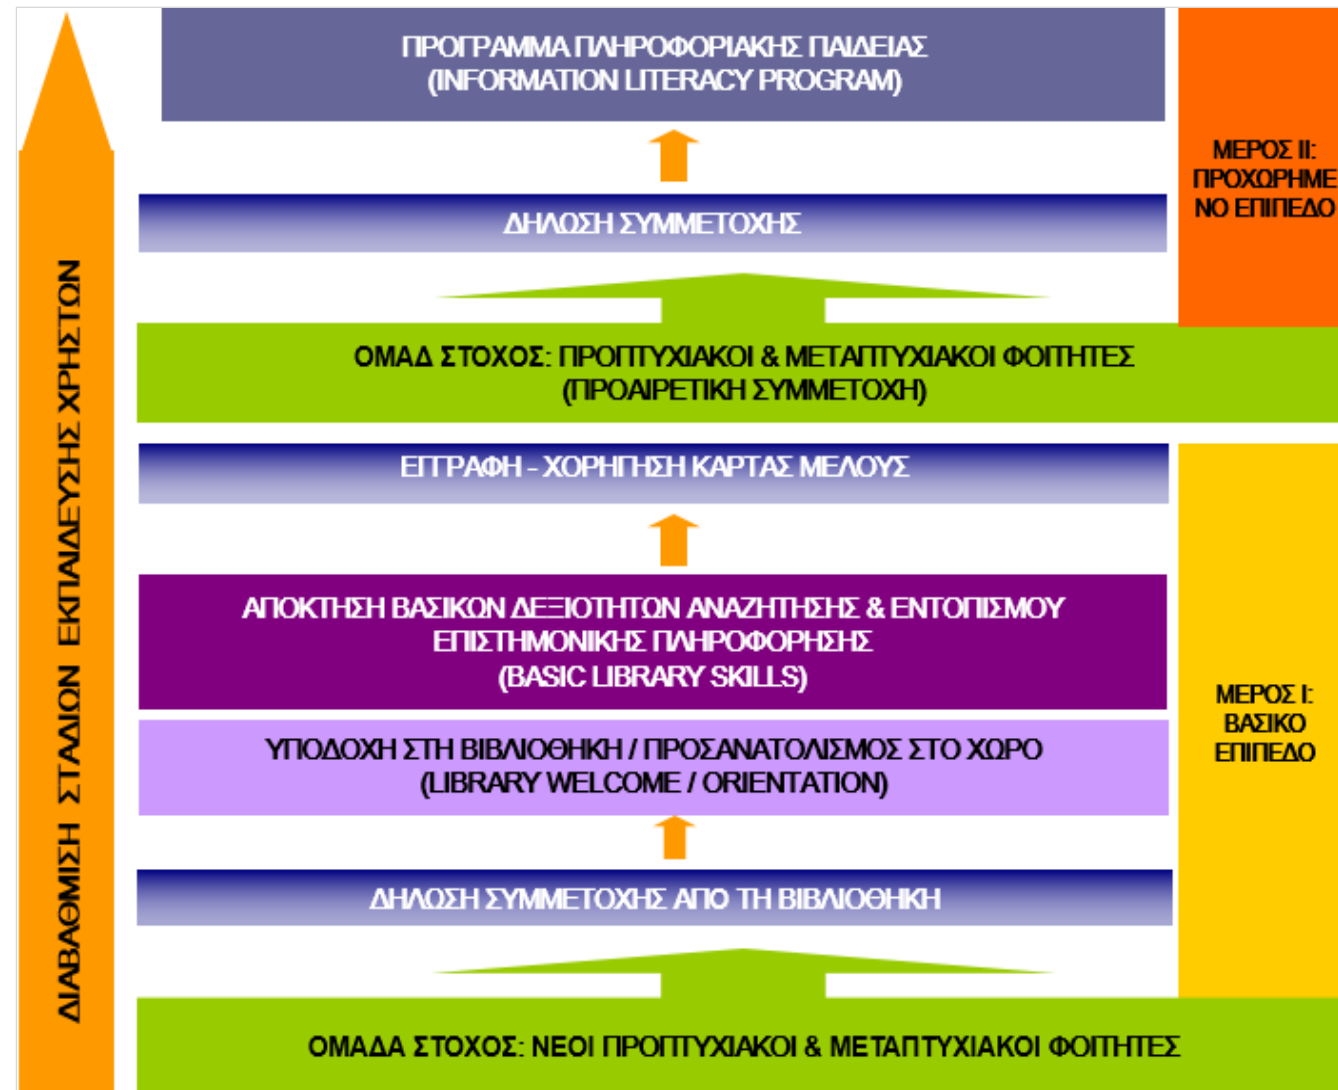 ΠΡΟΓΡΑΜΜΑ ΠΛΗΡΟΦΟΡΙΑΚΗΣ ΠΑΙΔΕΙΑΣ
(INFORMATION LITERACY PROGRAM)
ΜΕΡΟΣ ΙΙ:
ΠΡΟΧΩΡΗΜΕ
ΝΟ ΕΠΙΠΕΔΟ
ΔΗΛΩΣΗ ΣΥΜΜΕΤΟΧΗΣ
ΟΜΑΔ ΣΤΟΧΟΣ: ΠΡΟΠΤΥΧΙΑΚΟΙ & ΜΕΤΑΠΤΥΧΙΑΚΟΙ ΦΟΙΤΗΤΕΣ
(ΠΡΟΑΙΡΕΤΙΚΗ ΣΥΜΜΕΤΟΧΗ)
ΕΓΓΡΑΦΗ - ΧΟΡΗΓΗΣΗ ΚΑΡΤΑΣ ΜΕΛΟΥΣ
ΑΠΟΚΤΗΣΗ ΒΑΣΙΚΩΝ ΔΕΞΙΟΤΗΤΩΝ ΑΝΑΖΗΤΗΣΗΣ & ΕΝΤΟΠΙΣΜΟΥ
ΕΠΙΣΤΗΜΟΝΙΚΗΣ ΠΛΗΡΟΦΟΡΗΣΗΣ
(BASIC LIBRARY SKILLS)
ΜΕΡΟΣ Ι:
ΒΑΣΙΚΟ
ΕΠΙΠΕΔΟ
ΥΠΟΔΟΧΗ ΣΤΗ ΒΙΒΛΙΟΘΗΚΗ / ΠΡΟΣΑΝΑΤΟΛΙΣΜΟΣ ΣΤΟ ΧΩΡΟ
(LIBRARY WELCOME / ORIENTATION)
ΔΗΛΩΣΗ ΣΥΜΜΕΤΟΧΗΣ ΑΠΟ ΤΗ ΒΙΒΛΙΟΘΗΚΗ
ΟΜΑΔΑ ΣΤΟΧΟΣ: ΝΕΟΙ ΠΡΟΠΤΥΧΙΑΚΟΙ & ΜΕΤΑΠΤΥΧΙΑΚΟΙ ΦΟΙΤΗΤΕΣ
ΔΙΑΒΑΘΜΙΣΗ ΣΤΑΔΙΩΝ ΕΚΠΑΙΔΕΥΣΗΣ ΧΡΗΣΤΩΝ